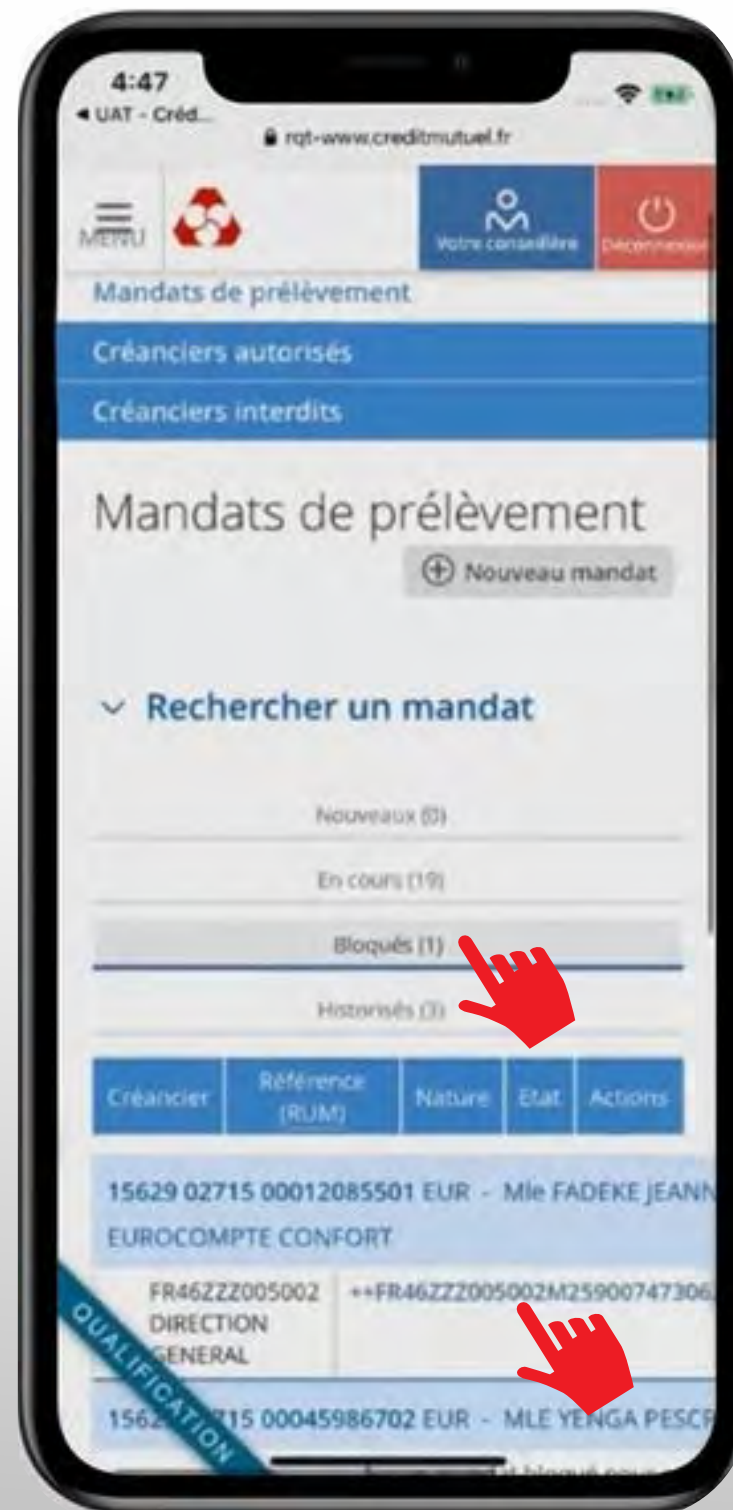 4:47
◀ UAT - Créd...
rqt-www.creditmutuel.fr
MENU
Votre conseillère
Déconnexion
Mandats de prélèvement
Créanciers autorisés
Créanciers interdits
Mandats de prélèvement
Nouveau mandat
Rechercher un mandat
Nouveaux (0)
En cours (19)
Bloqués (1)
Historisés (3)
Créancier Référence (RUM) Nature Etat Actions
15629 02715 00012085501 EUR - Mle FADEKE JEANN
EUROCOMPTE CONFORT
FR46ZZZ005002 ++FR46ZZZ005002M25900747306
DIRECTION
GENERAL
QUALIFICATION
15 00045986702 EUR - MLE YENGA PESCF